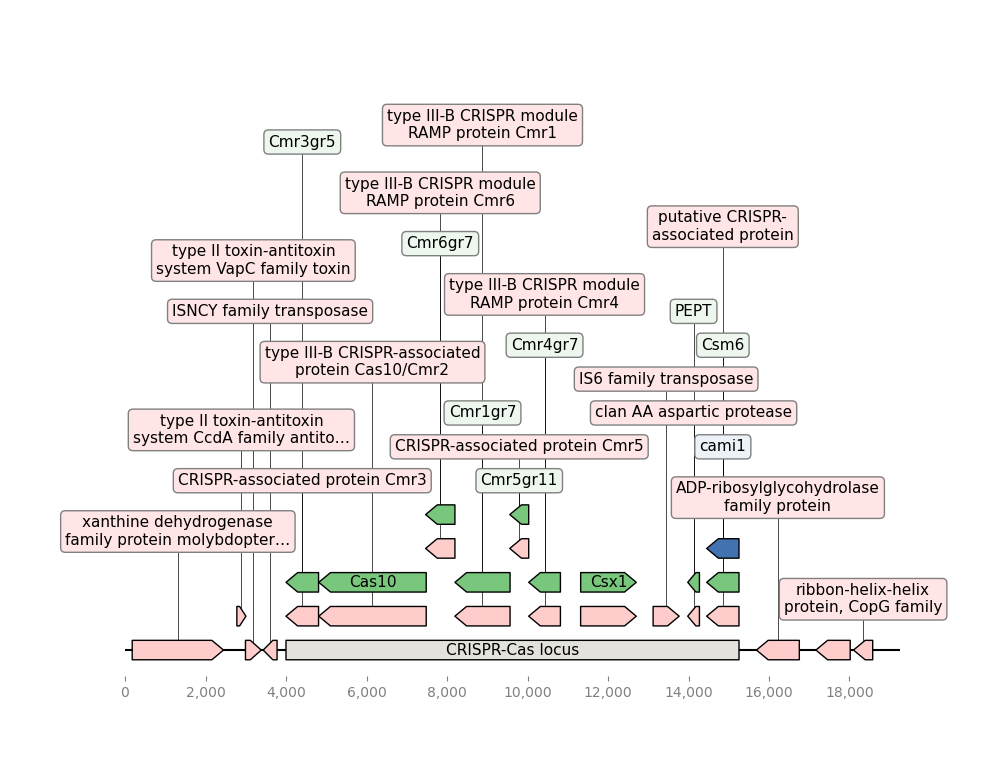 type III-B CRISPR module
RAMP protein Cmr1
Cmr3gr5
type III-B CRISPR module
RAMP protein Cmr6
putative CRISPR-
associated protein
Cmr6gr7
type II toxin-antitoxin
system VapC family toxin
type III-B CRISPR module
RAMP protein Cmr4
ISNCY family transposase
PEPT
Cmr4gr7
Csm6
type III-B CRISPR-associated
protein Cas10/Cmr2
IS6 family transposase
Cmr1gr7
clan AA aspartic protease
type II toxin-antitoxin
system CcdA family antito…
CRISPR-associated protein Cmr5
cami1
CRISPR-associated protein Cmr3
Cmr5gr11
ADP-ribosylglycohydrolase
family protein
xanthine dehydrogenase
family protein molybdopter…
Cas10
Csx1
ribbon-helix-helix
protein, CopG family
CRISPR-Cas locus
0
2,000
4,000
6,000
8,000
10,000
12,000
14,000
16,000
18,000